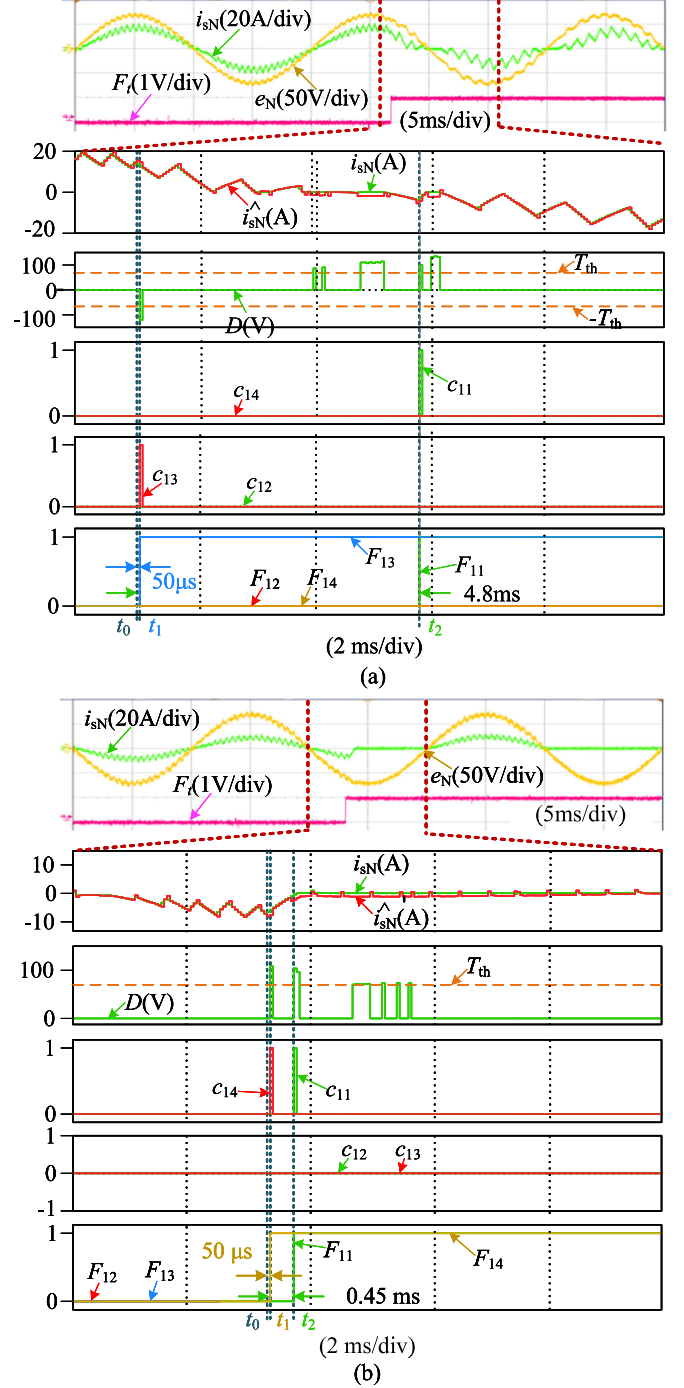 i_sN(20A/div)
F_t(1V/div)
e_N(50V/div)
(5ms/div)
20
0
-20
i_sN(A)
i^_sN(A)
100
0
-100
T_th
-T_th
D(V)
1
0
c_14
c_11
1
0
c_13
c_12
1
0
F_13
50μs
F_12
F_14
F_11
4.8ms
t_0 t_1 t_2
(2 ms/div)
(a)
i_sN(20A/div)
F_t(1V/div)
e_N(50V/div)
(5ms/div)
10
0
-10
i_sN(A)
i^_sN(A)
100
0
T_th
D(V)
1
0
c_14
c_11
1
0
-1
c_12
c_13
1
0
50 μs
F_11
F_14
F_12
F_13
0.45 ms
t_0 t_1 t_2
(2 ms/div)
(b)